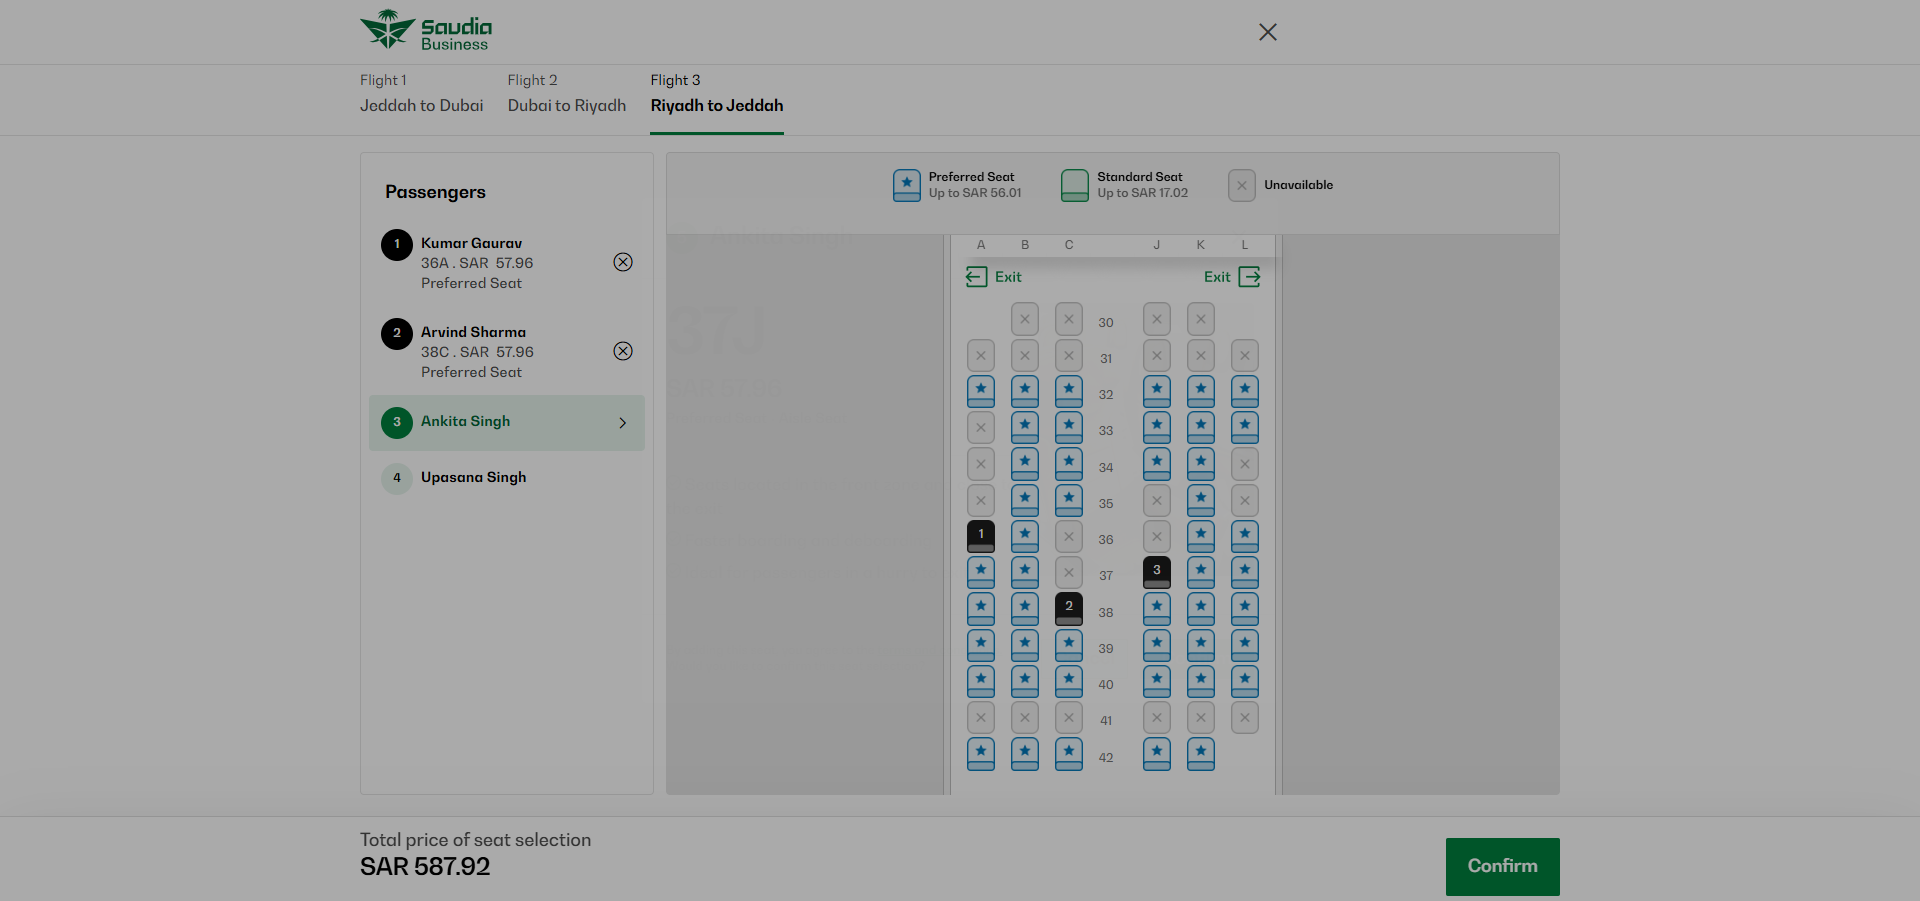 Saudia
Business
Flight 1
Jeddah to Dubai
Flight 2
Dubai to Riyadh
Flight 3
Riyadh to Jeddah
Passengers
1
Kumar Gaurav
36A . SAR 57.96
Preferred Seat
2
Arvind Sharma
38C . SAR 57.96
Preferred Seat
3
Ankita Singh
4
Upasana Singh
Preferred Seat
Up to SAR 56.01
Standard Seat
Up to SAR 17.02
Unavailable
Ankita Singh
37J
A B C J K L
Exit
Exit
30
31
32
33
34
35
1 36
37 3
2 38
39
40
41
42
Total price of seat selection
SAR 587.92
Confirm